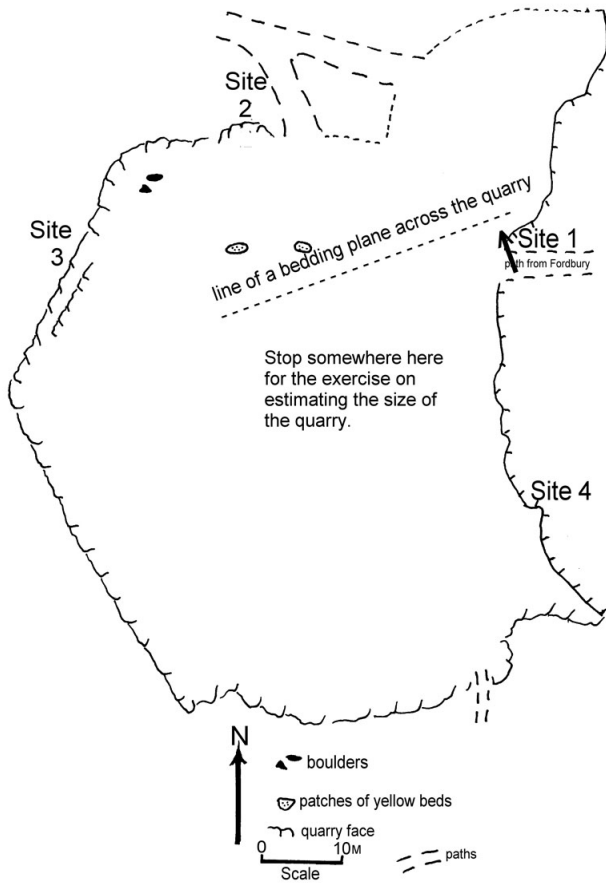 Site
2
Site
3
line of a bedding plane across the quarry
Site 1
path from Fordbury
Stop somewhere here
for the exercise on
estimating the size of
the quarry.
Site 4
N
boulders
patches of yellow beds
quarry face
0 10M
Scale
paths